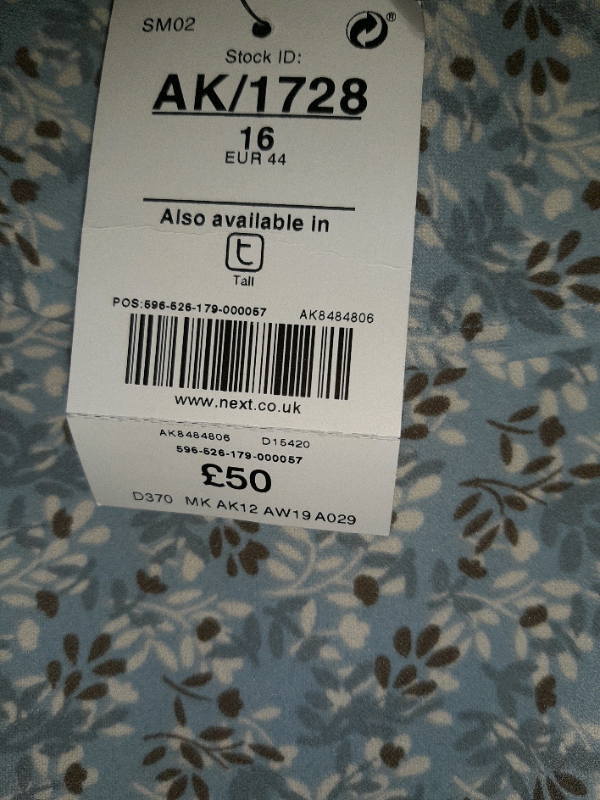 SM02
®
Stock ID:
AK/1728
16
EUR 44
Also available in
t
Tall
POS:596-526-179-000057 AK8484806
www.next.co.uk
AK8484806 D15420
596-526-179-000057
£50
D370 MK AK12 AW19 A029